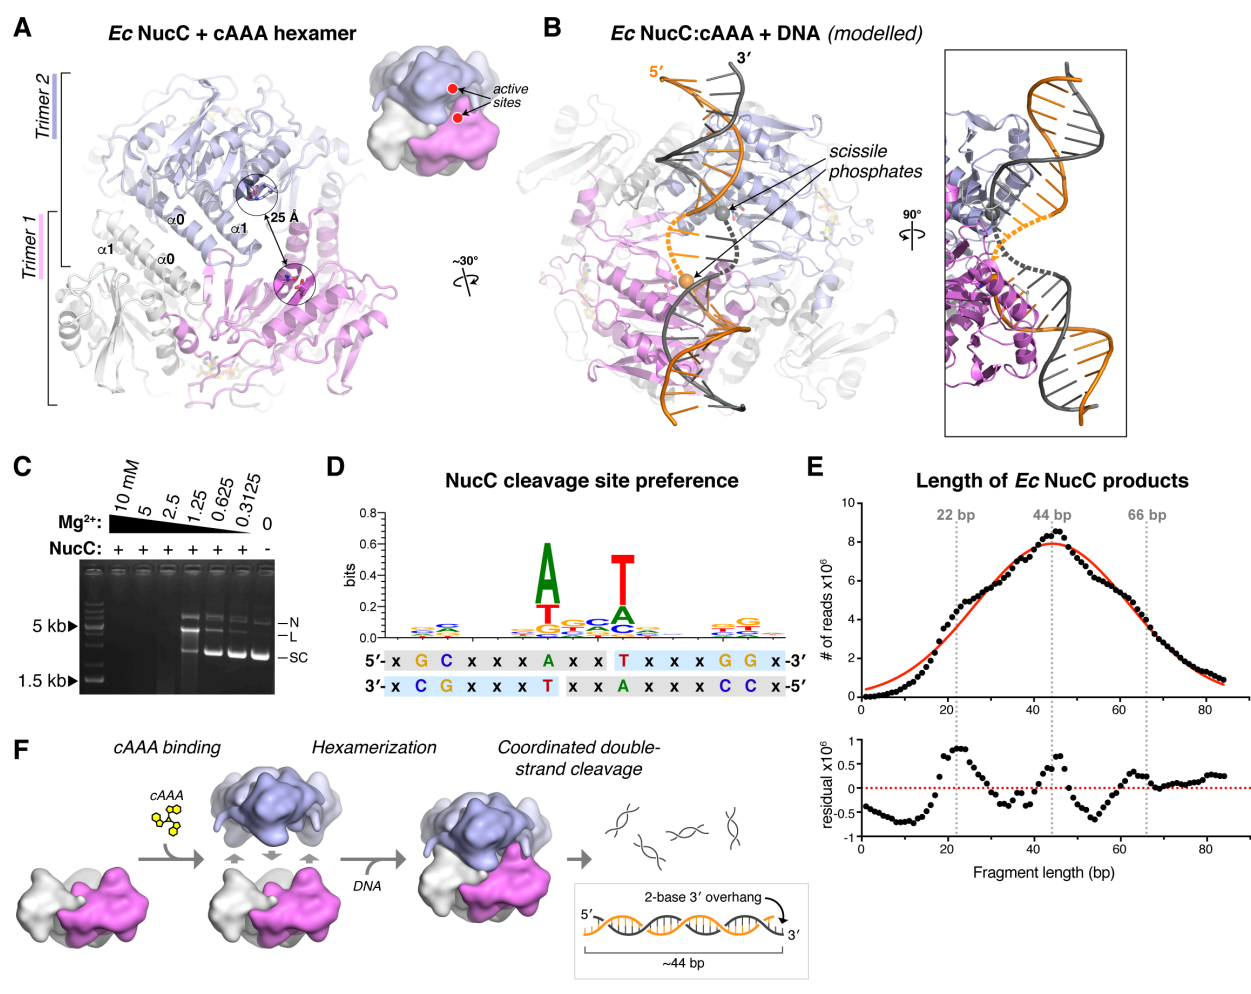 A
Ec NucC + cAAA hexamer
Trimer 2
Trimer 1
active
sites
α0
α1
25 Å
α1
α0
~30°
B
Ec NucC:cAAA + DNA (modelled)
5′
3′
scissile
phosphates
90°
C
Mg²⁺:
10 mM
5
2.5
1.25
0.625
0.3125
0
NucC:
+ + + + + + -
5 kb
1.5 kb
N
L
SC
D
NucC cleavage site preference
bits
0.8
0.6
0.4
0.2
0.0
A
T
T
A
5′- x G C x x x A x x T x x x G G x -3′
3′- x C G x x x T x x A x x x C C x -5′
E
Length of Ec NucC products
22 bp
44 bp
66 bp
# of reads x10⁶
10
8
6
4
2
0
0 20 40 60 80
residual x10⁶
1
0.5
0
-0.5
-1
0 20 40 60 80
Fragment length (bp)
F
cAAA binding
Hexamerization
Coordinated double-
strand cleavage
cAAA
DNA
2-base 3′ overhang
5′
3′
~44 bp